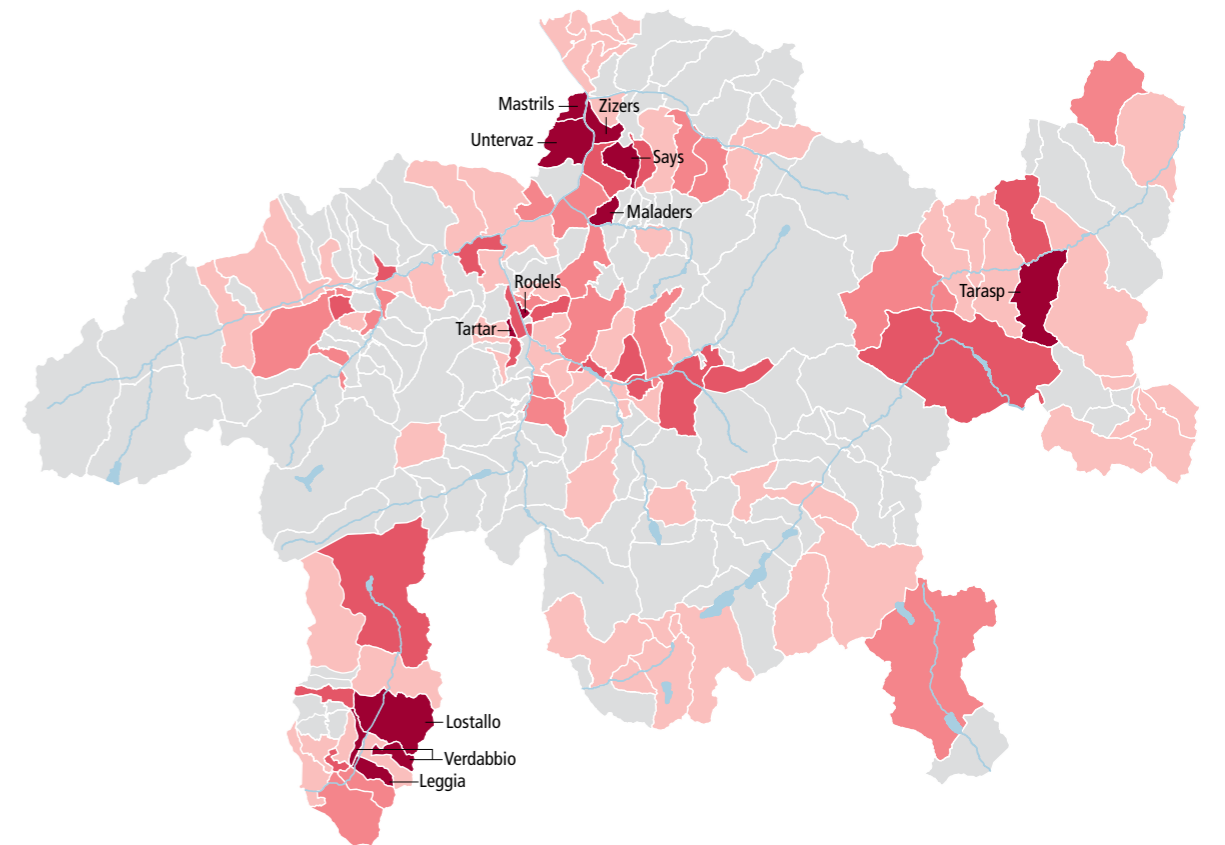 Mastrils
Zizers
Untervaz
Says
Maladers
Rodels
Tarasp
Tartar
Lostallo
Verdabbio
Leggia